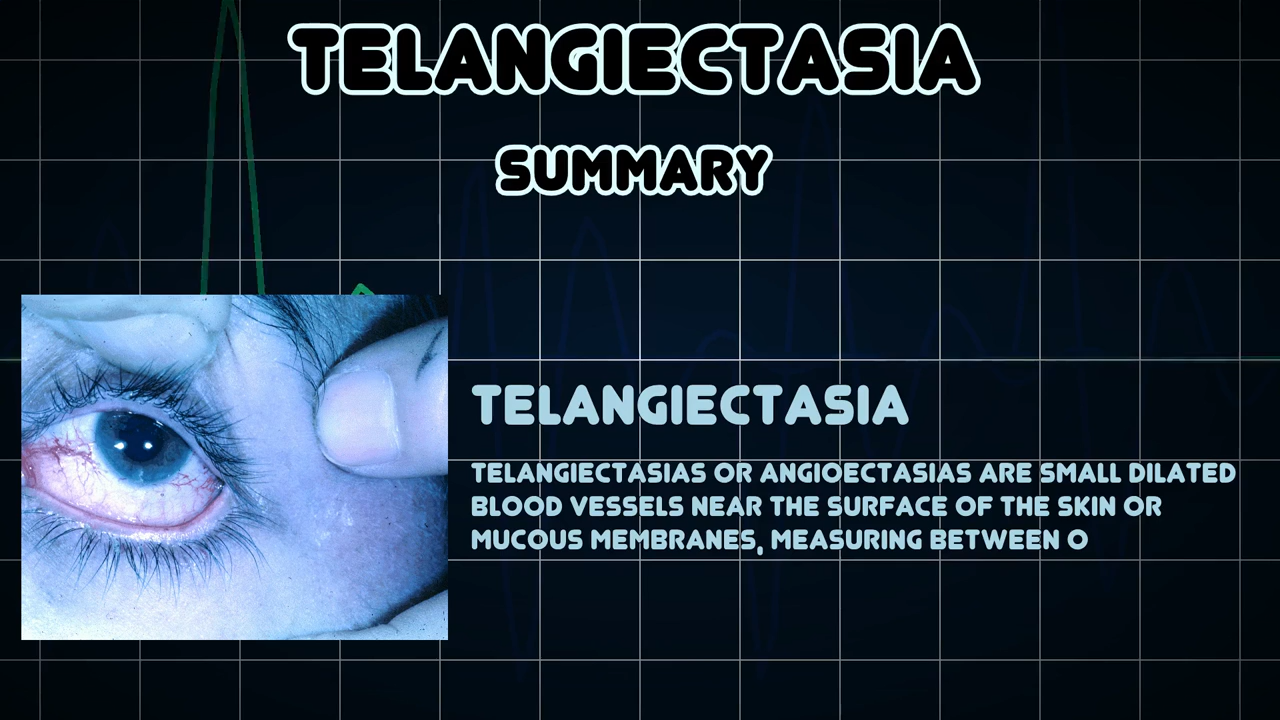 TELANGIECTASIA
SUMMARY
TELANGIECTASIA
TELANGIECTASIAS OR ANGIOECTASIAS ARE SMALL DILATED
BLOOD VESSELS NEAR THE SURFACE OF THE SKIN OR
MUCOUS MEMBRANES, MEASURING BETWEEN 0